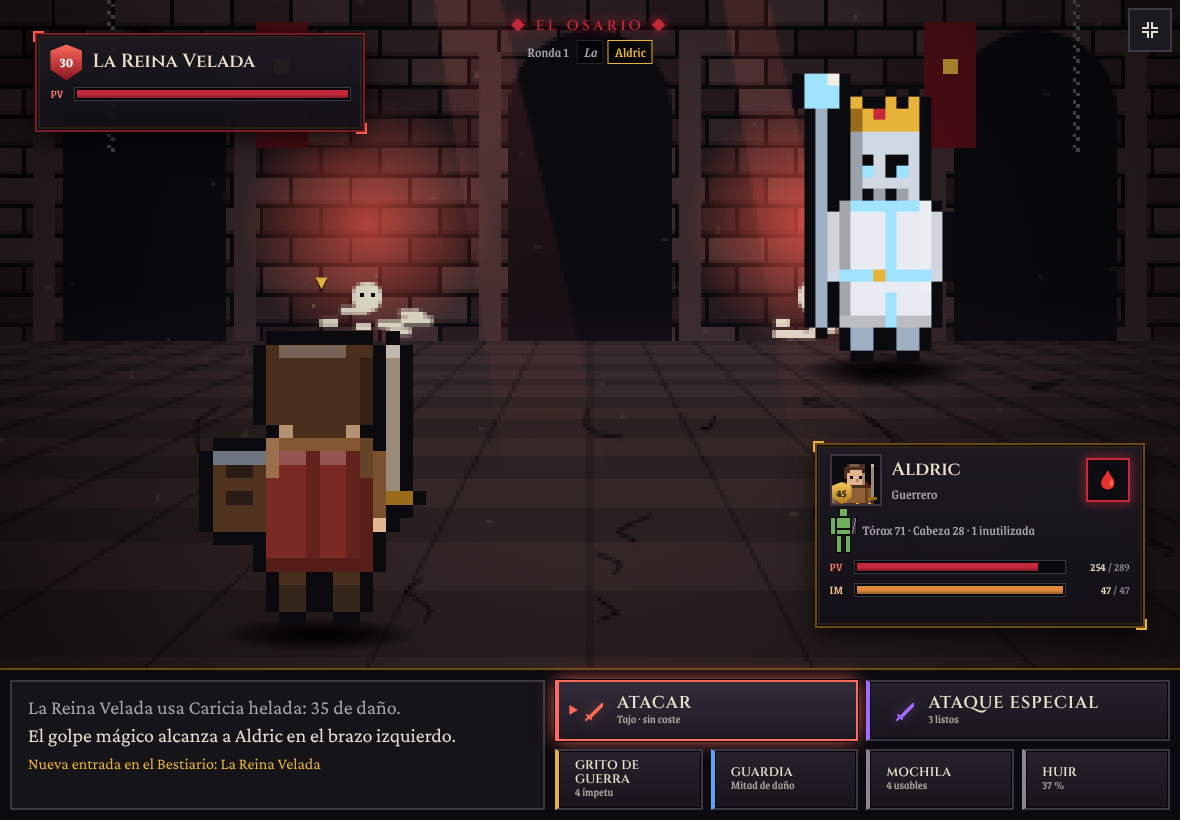 EL OSARIO
Ronda 1 La Aldric
30 LA REINA VELADA
PV
ALDRIC
45
Guerrero
Tórax 71 · Cabeza 28 · 1 inutilizada
PV 254 / 289
IM 47 / 47
La Reina Velada usa Caricia helada: 35 de daño.
El golpe mágico alcanza a Aldric en el brazo izquierdo.
Nueva entrada en el Bestiario: La Reina Velada
ATACAR
Tajo · sin coste
ATAQUE ESPECIAL
3 listos
GRITO DE
GUERRA
4 ímpetu
GUARDIA
Mitad de daño
MOCHILA
4 usables
HUIR
37 %